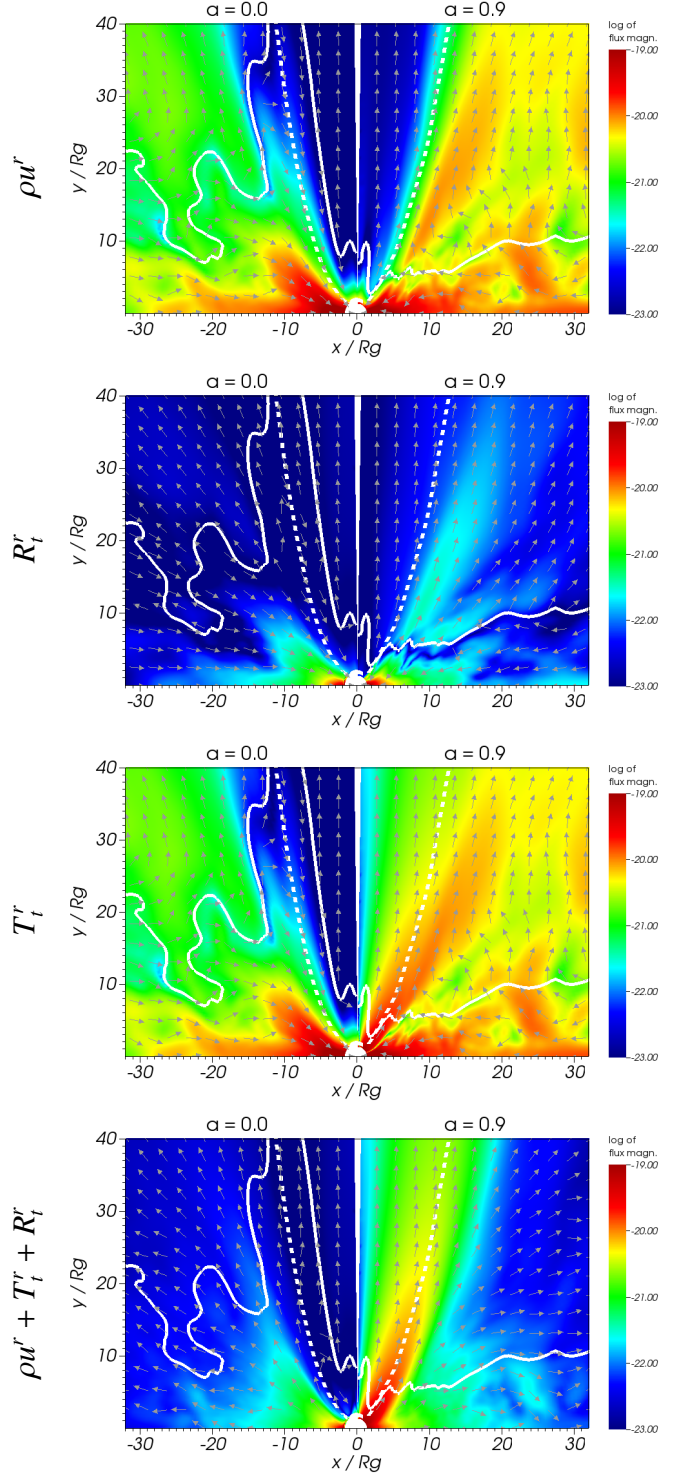 α = 0.0 α = 0.9
log of
flux magn.
ρuʳ
y / Rg
40
30
20
10
-19.00
-20.00
-21.00
-22.00
-23.00
-30 -20 -10 0 10 20 30
x / Rg
α = 0.0 α = 0.9
log of
flux magn.
Rʳₜ
y / Rg
40
30
20
10
-19.00
-20.00
-21.00
-22.00
-23.00
-30 -20 -10 0 10 20 30
x / Rg
α = 0.0 α = 0.9
log of
flux magn.
Tʳₜ
y / Rg
40
30
20
10
-19.00
-20.00
-21.00
-22.00
-23.00
-30 -20 -10 0 10 20 30
x / Rg
α = 0.0 α = 0.9
log of
flux magn.
ρuʳ + Tʳₜ + Rʳₜ
y / Rg
40
30
20
10
-19.00
-20.00
-21.00
-22.00
-23.00
-30 -20 -10 0 10 20 30
x / Rg